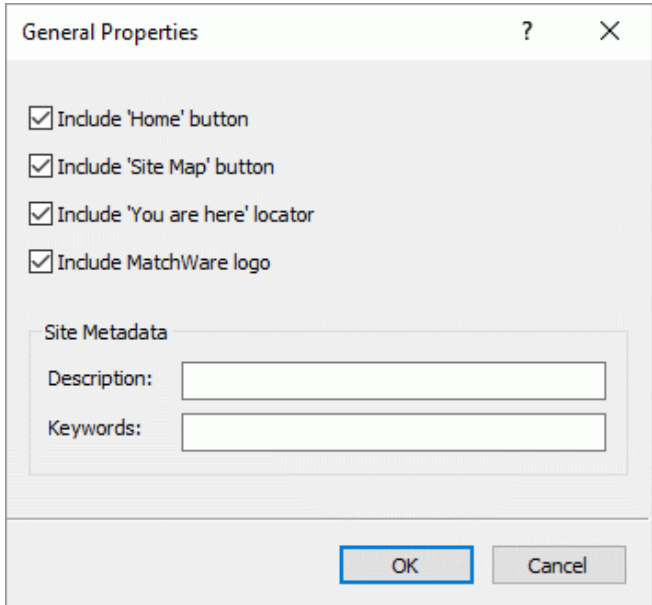 General Properties ?
Include 'Home' button
Include 'Site Map' button
Include 'You are here' locator
Include MatchWare logo
Site Metadata
Description:
Keywords:
OK Cancel